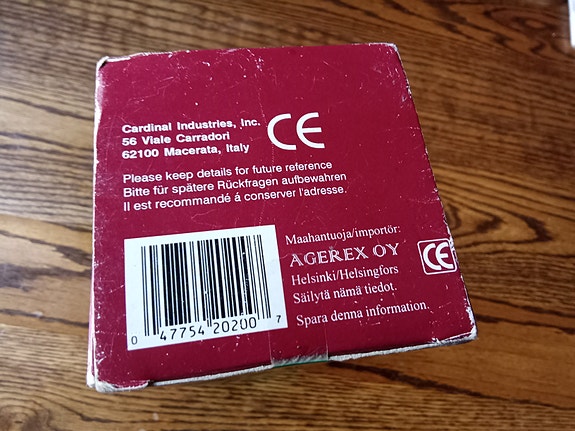 Cardinal Industries, Inc.
56 Viale Carradori
62100 Macerata, Italy
CE
Please keep details for future reference
Bitte für spätere Rückfragen aufbewahren
Il est recommandé á conserver l'adresse.
0 47754 20200 7
Maahantuoja/importör:
AGEREX OY
Helsinki/Helsingfors
Säilytä nämä tiedot.
Spara denna information.
CE